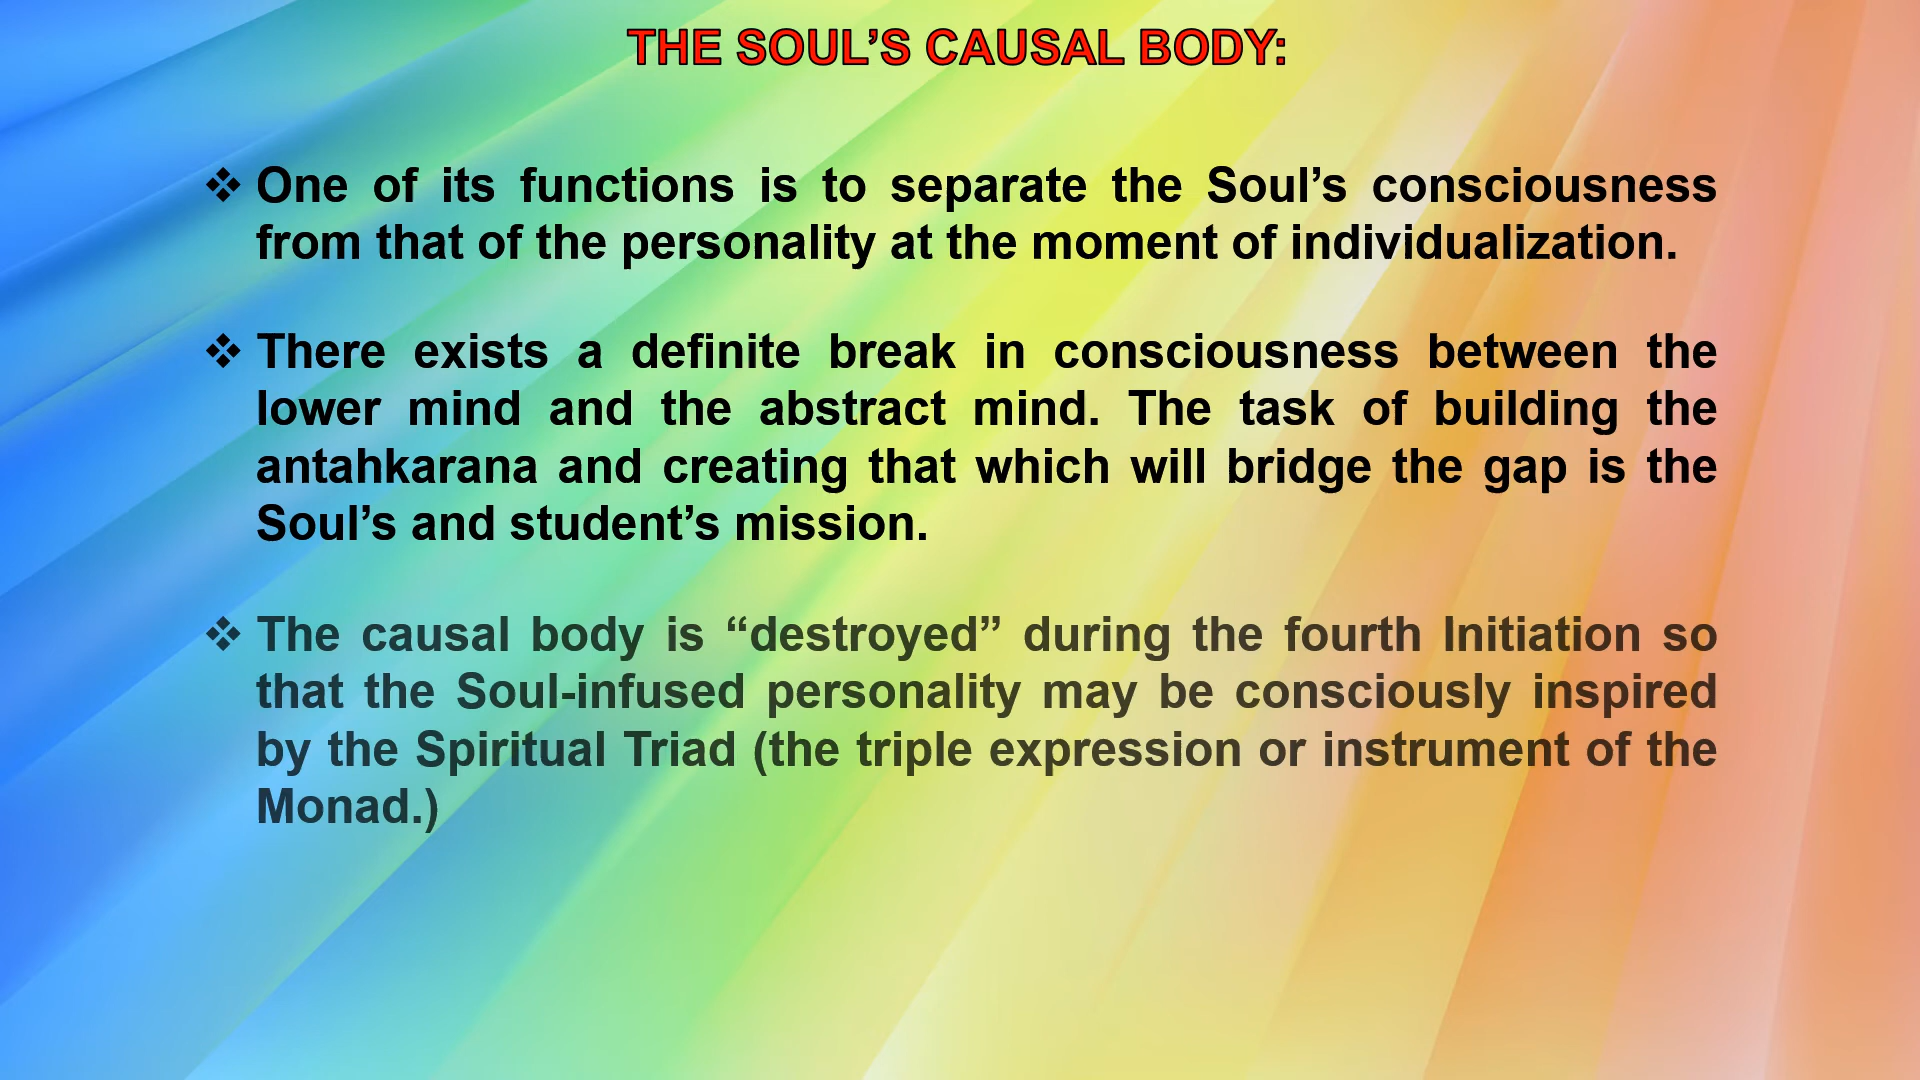 THE SOUL’S CAUSAL BODY:
❖ One of its functions is to separate the Soul’s consciousness
from that of the personality at the moment of individualization.
❖ There exists a definite break in consciousness between the
lower mind and the abstract mind. The task of building the
antahkarana and creating that which will bridge the gap is the
Soul’s and student’s mission.
❖ The causal body is “destroyed” during the fourth Initiation so
that the Soul-infused personality may be consciously inspired
by the Spiritual Triad (the triple expression or instrument of the
Monad.)